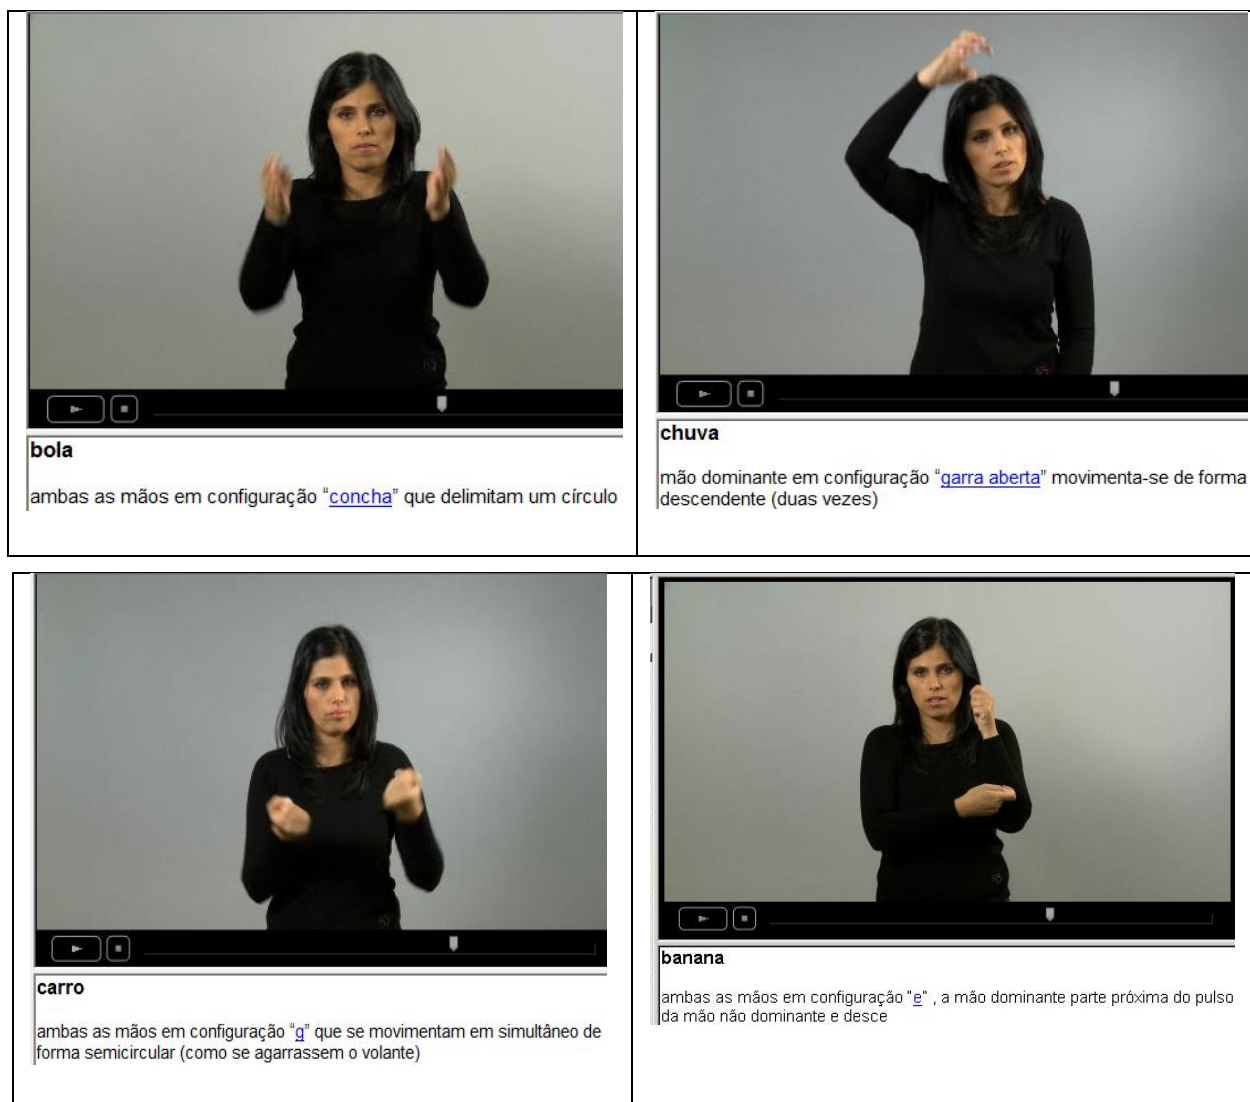 bola
ambas as mãos em configuração “concha” que delimitam um círculo
chuva
mão dominante em configuração “garra aberta” movimenta-se de forma
descendente (duas vezes)
carro
ambas as mãos em configuração “g” que se movimentam em simultâneo de
forma semicircular (como se agarrassem o volante)
banana
ambas as mãos em configuração "e" , a mão dominante parte próxima do pulso
da mão não dominante e desce